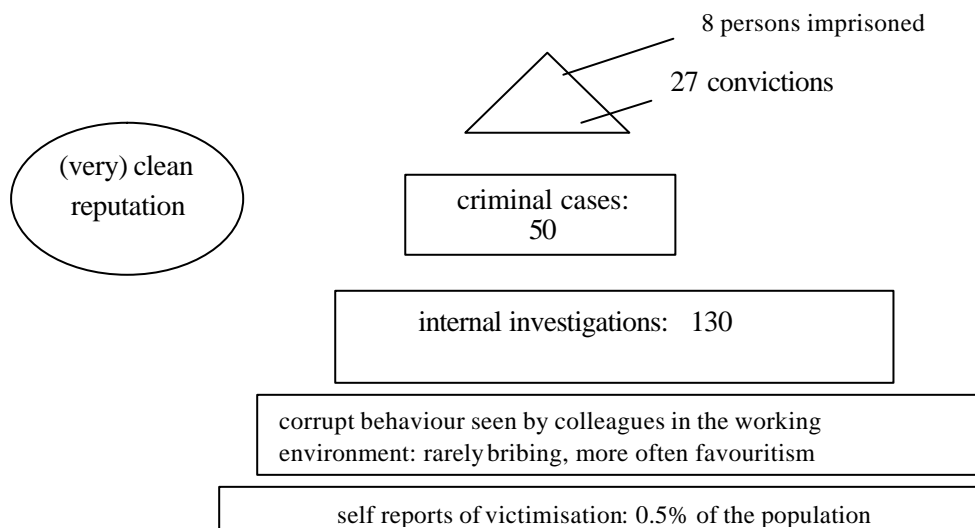 8 persons imprisoned
27 convictions
(very) clean
reputation
criminal cases:
50
internal investigations: 130
corrupt behaviour seen by colleagues in the working
environment: rarely bribing, more often favouritism
self reports of victimisation: 0.5% of the population